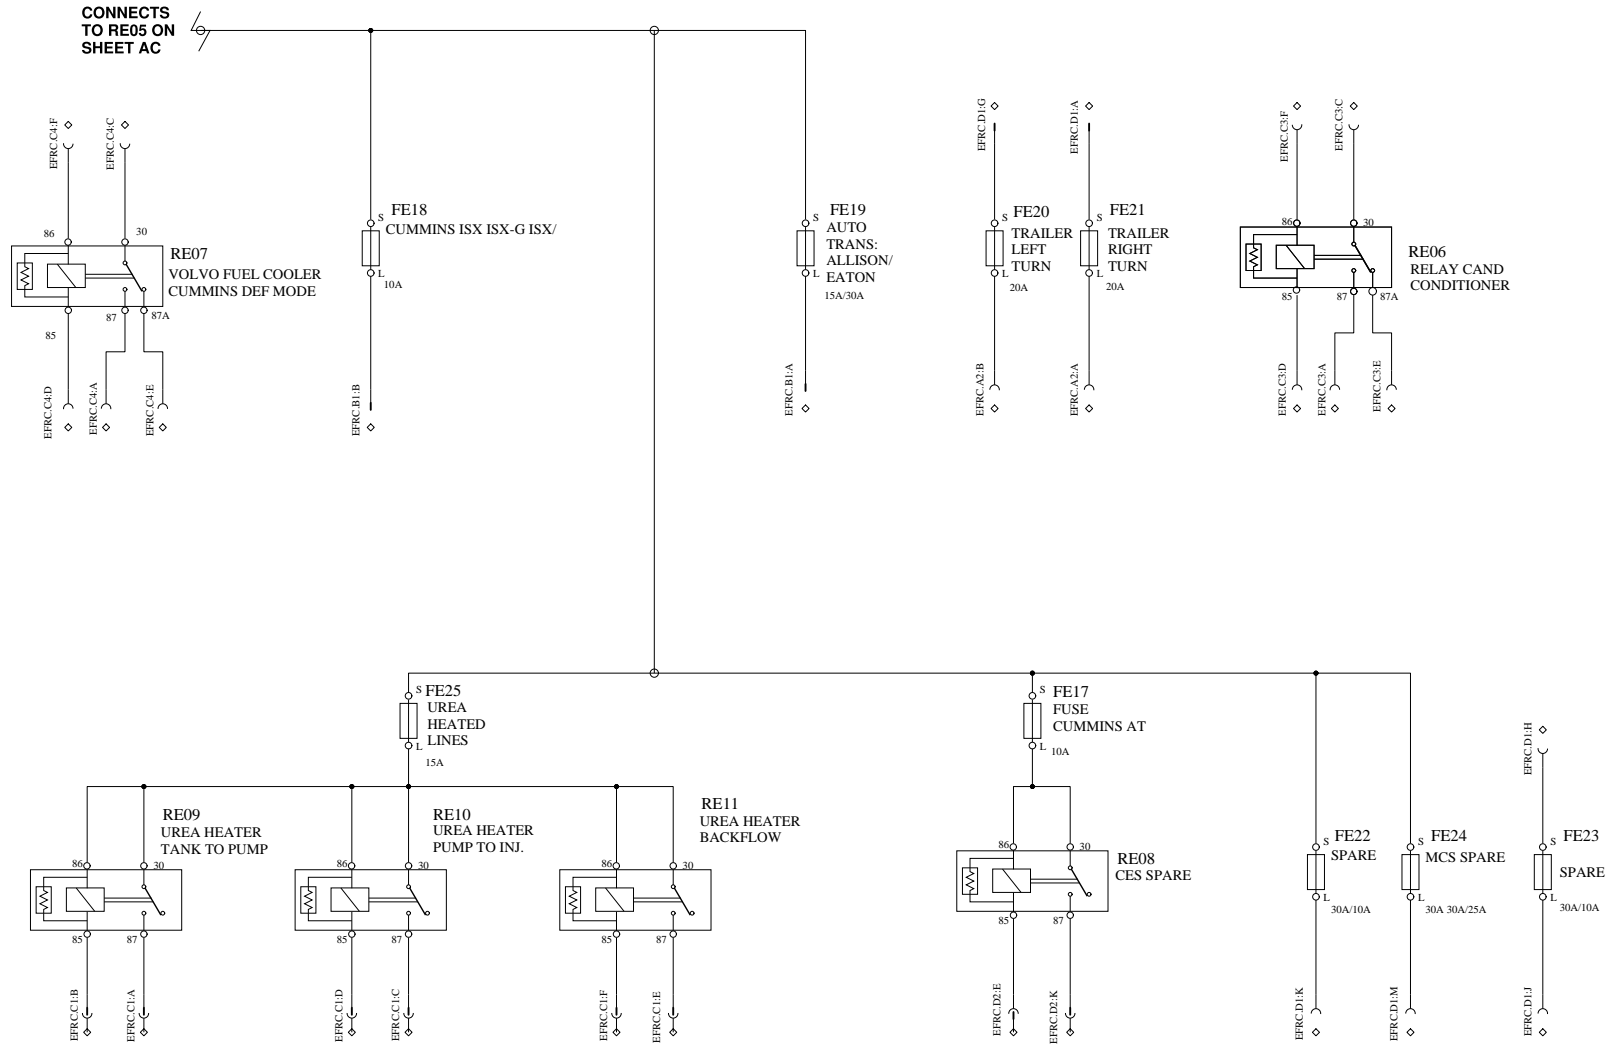 CONNECTS
TO RE05 ON
SHEET AC
EFRC.C4:F
EFRC.C4:C
86
30
RE07
VOLVO FUEL COOLER
CUMMINS DEF MODE
85
87
87A
EFRC.C4:D
EFRC.C4:A
EFRC.C4:E
S
FE18
CUMMINS ISX ISX-G ISX/
L
10A
EFRC.B1:B
S
FE19
AUTO
TRANS:
ALLISON/
EATON
L
15A/30A
EFRC.B1:A
EFRC.D1:G
S
FE20
TRAILER
LEFT
TURN
L
20A
EFRC.A2:B
EFRC.D1:A
S
FE21
TRAILER
RIGHT
TURN
L
20A
EFRC.A2:A
EFRC.C3:F
EFRC.C3:C
86
30
RE06
RELAY CAND
CONDITIONER
85
87
87A
EFRC.C3:D
EFRC.C3:A
EFRC.C3:E
S
FE25
UREA
HEATED
LINES
L
15A
RE09
UREA HEATER
TANK TO PUMP
86
30
85
87
EFRC.C1:B
EFRC.C1:A
RE10
UREA HEATER
PUMP TO INJ.
86
30
85
87
EFRC.C1:D
EFRC.C1:C
RE11
UREA HEATER
BACKFLOW
86
30
85
87
EFRC.C1:F
EFRC.C1:E
S
FE17
FUSE
CUMMINS AT
L
10A
86
30
RE08
CES SPARE
85
87
EFRC.D2:E
EFRC.D2:K
S
FE22
SPARE
L
30A/10A
EFRC.D1:K
S
FE24
MCS SPARE
L
30A 30A/25A
EFRC.D1:M
EFRC.D1:H
S
FE23
SPARE
L
30A/10A
EFRC.D1:J